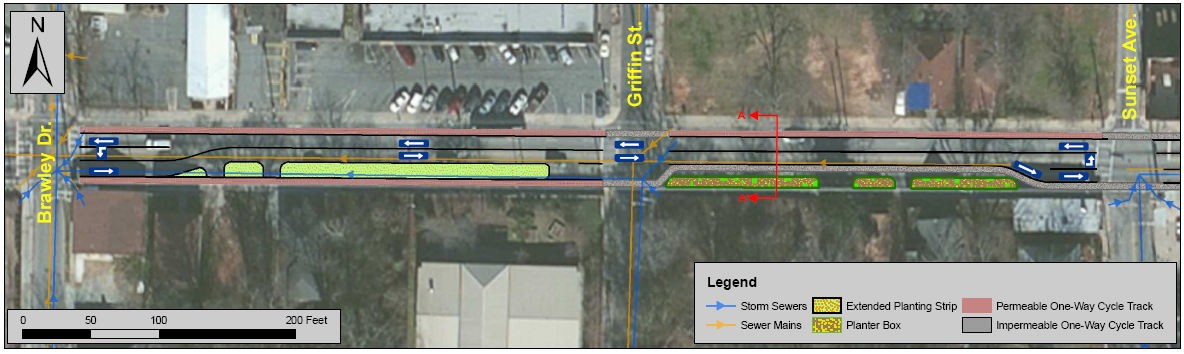 N
Brawley Dr.
Griffin St.
Sunset Ave.
A
A'
Legend
Storm Sewers
Extended Planting Strip
Permeable One-Way Cycle Track
Sewer Mains
Planter Box
Impermeable One-Way Cycle Track
0 50 100 200 Feet